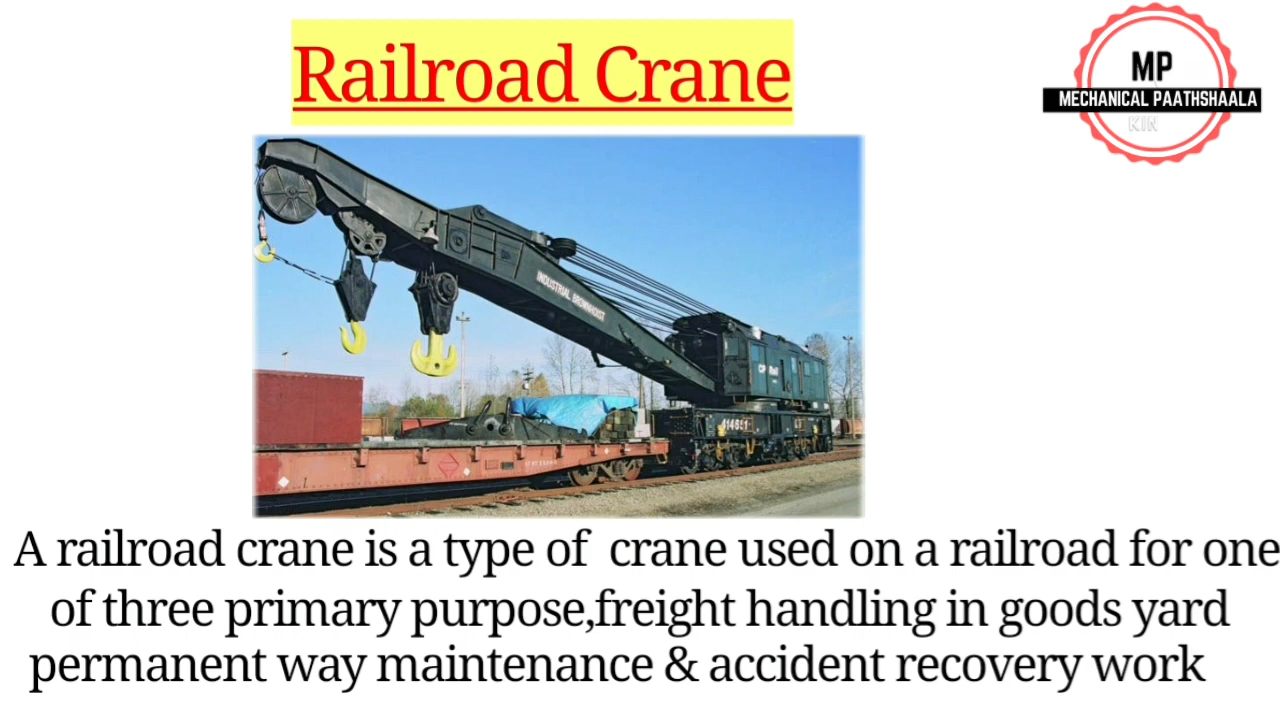 Railroad Crane
MP
MECHANICAL PAATHSHAALA
KIN
INDUSTRIAL BROWNHOIST
CP Rail
A railroad crane is a type of crane used on a railroad for one
of three primary purpose,freight handling in goods yard
permanent way maintenance & accident recovery work